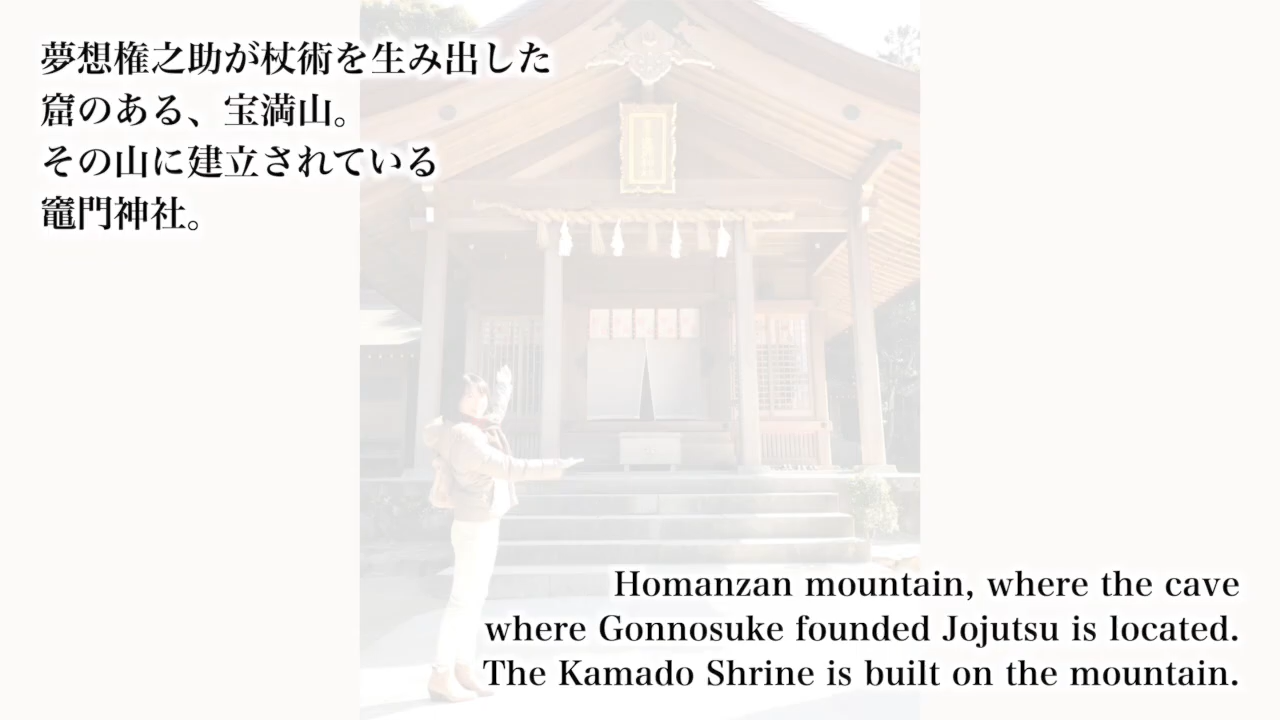 夢想権之助が杖術を生み出した
窟のある、宝満山。
その山に建立されている
竈門神社。
Homanzan mountain, where the cave
where Gonnosuke founded Jojutsu is located.
The Kamado Shrine is built on the mountain.